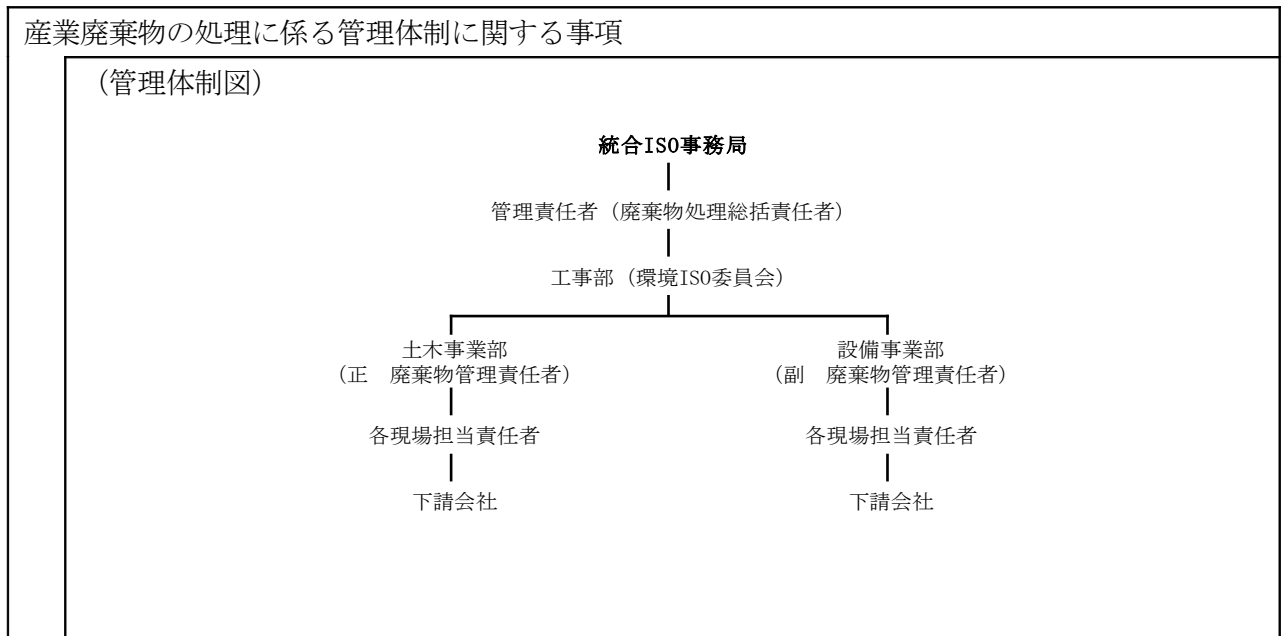 産業廃棄物の処理に係る管理体制に関する事項
（管理体制図）
統合ISO事務局
管理責任者（廃棄物処理総括責任者）
工事部（環境ISO委員会）
土木事業部
（正　廃棄物管理責任者）
設備事業部
（副　廃棄物管理責任者）
各現場担当責任者
各現場担当責任者
下請会社
下請会社